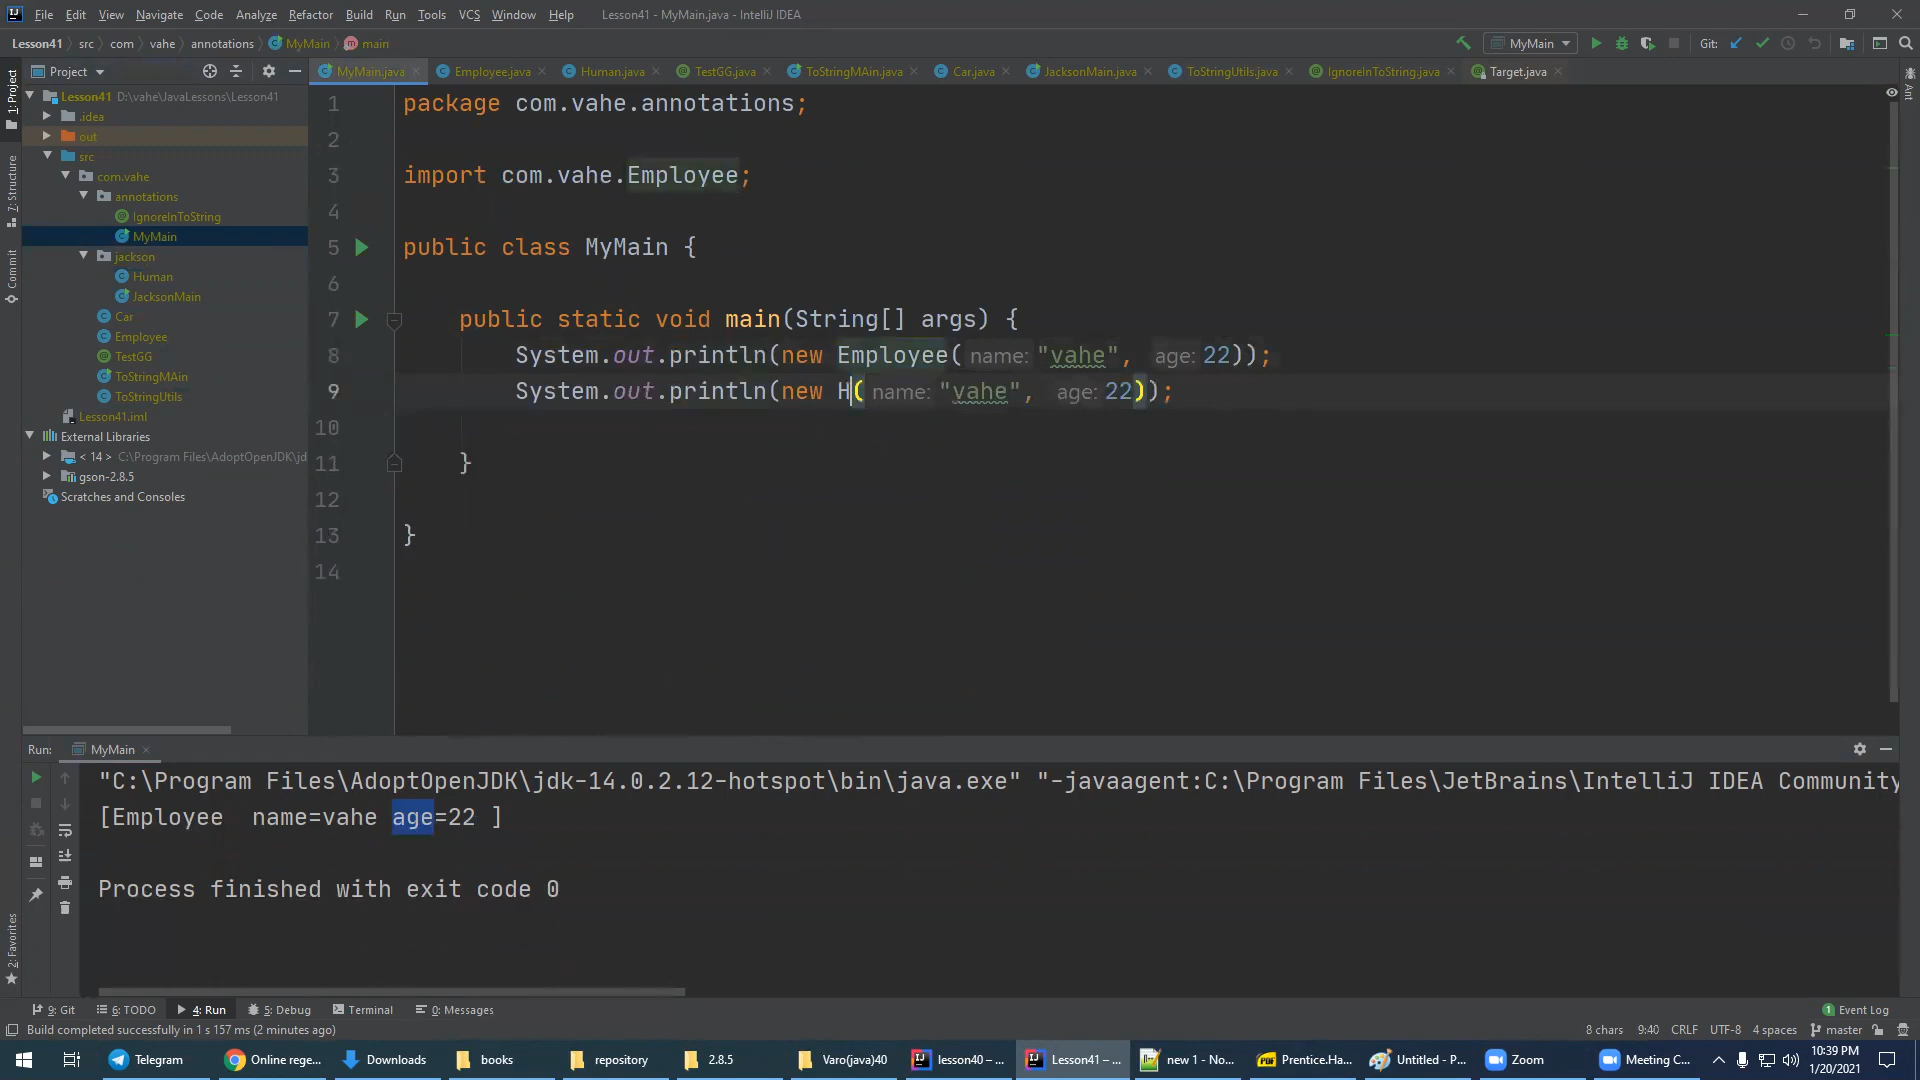 File Edit View Navigate Code Analyze Refactor Build Run Tools VCS Window Help Lesson41 - MyMain.java - IntelliJ IDEA
Lesson41 src com vahe annotations MyMain main MyMain Git:
Project MyMain.java Employee.java Human.java TestGG.java ToStringMAin.java Car.java JacksonMain.java ToStringUtils.java IgnoreInToString.java Target.java
1: Project
7: Structure
Commit
2: Favorites
Ant
Lesson41 D:\vahe\JavaLessons\Lesson41
.idea
out
src
com.vahe
annotations
IgnoreInToString
MyMain
jackson
Human
JacksonMain
Car
Employee
TestGG
ToStringMAin
ToStringUtils
Lesson41.iml
External Libraries
< 14 > C:\Program Files\AdoptOpenJDK\jd
gson-2.8.5
Scratches and Consoles
1 package com.vahe.annotations;
2
3 import com.vahe.Employee;
4
5 public class MyMain {
6
7 public static void main(String[] args) {
8 System.out.println(new Employee( name: "vahe", age: 22));
9 System.out.println(new H( name: "vahe", age: 22));
10
11 }
12
13 }
14
Run: MyMain
"C:\Program Files\AdoptOpenJDK\jdk-14.0.2.12-hotspot\bin\java.exe" "-javaagent:C:\Program Files\JetBrains\IntelliJ IDEA Community
[Employee name=vahe age=22 ]
Process finished with exit code 0
9: Git 6: TODO 4: Run 5: Debug Terminal 0: Messages 1 Event Log
Build completed successfully in 1 s 157 ms (2 minutes ago) 8 chars 9:40 CRLF UTF-8 4 spaces master
Telegram Online rege... Downloads books repository 2.8.5 Varo(java)40 lesson40 – ... Lesson41 – ... new 1 - No... Prentice.Ha... Untitled - P... Zoom Meeting C... 10:39 PM
1/20/2021